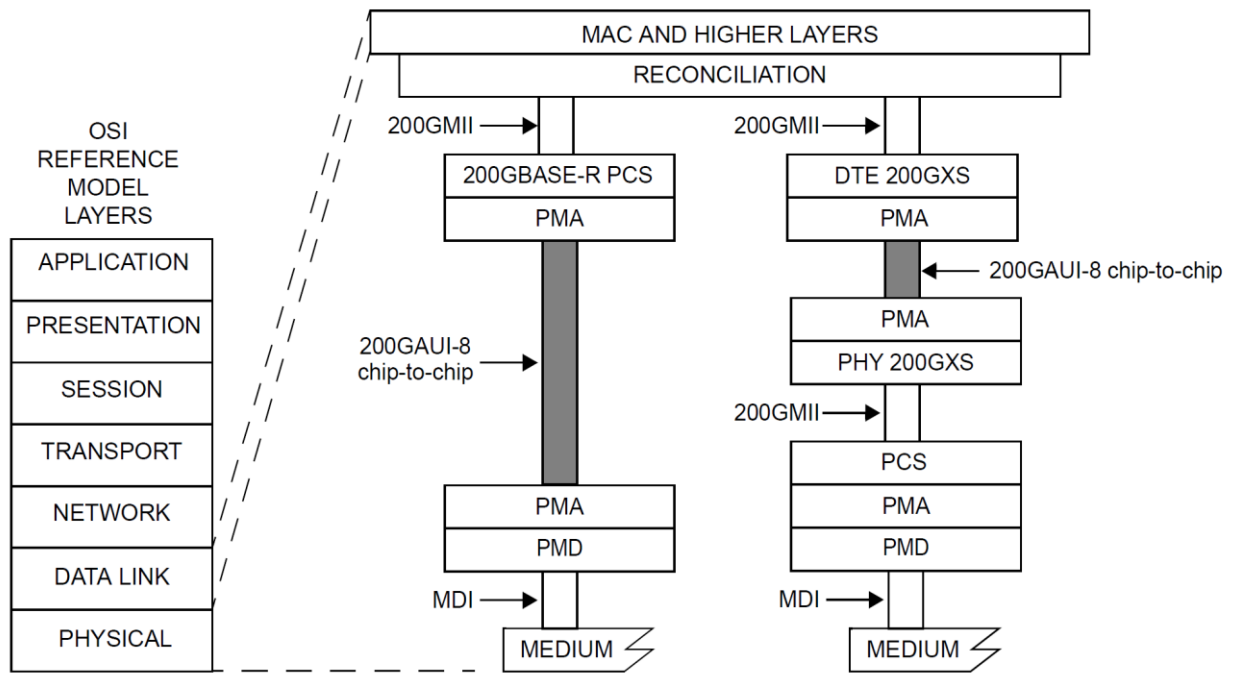 MAC AND HIGHER LAYERS
RECONCILIATION
OSI
REFERENCE
MODEL
LAYERS
APPLICATION
PRESENTATION
SESSION
TRANSPORT
NETWORK
DATA LINK
PHYSICAL
200GMII
200GBASE-R PCS
PMA
200GAUI-8
chip-to-chip
PMA
PMD
MDI
MEDIUM
200GMII
DTE 200GXS
PMA
200GAUI-8 chip-to-chip
PMA
PHY 200GXS
200GMII
PCS
PMA
PMD
MDI
MEDIUM